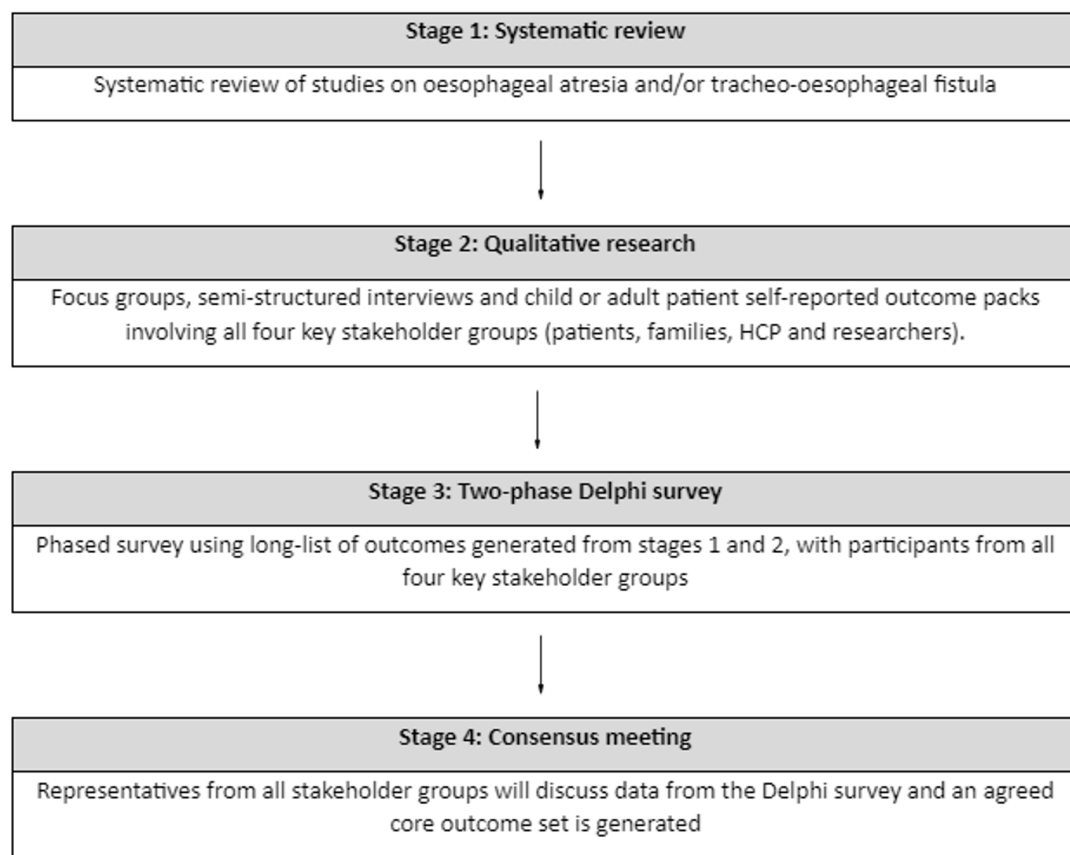 Stage 1: Systematic review
Systematic review of studies on oesophageal atresia and/or tracheo-oesophageal fistula
Stage 2: Qualitative research
Focus groups, semi-structured interviews and child or adult patient self-reported outcome packs
involving all four key stakeholder groups (patients, families, HCP and researchers).
Stage 3: Two-phase Delphi survey
Phased survey using long-list of outcomes generated from stages 1 and 2, with participants from all
four key stakeholder groups
Stage 4: Consensus meeting
Representatives from all stakeholder groups will discuss data from the Delphi survey and an agreed
core outcome set is generated